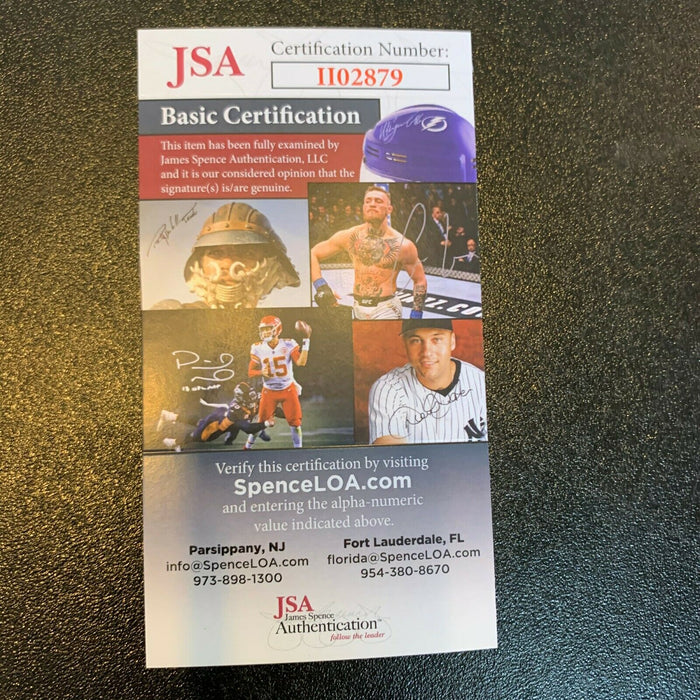 JSA
Certification Number:
II02879
Basic Certification
This item has been fully examined by
James Spence Authentication, LLC
and it is our considered opinion that the
signature(s) is/are genuine.
15
Verify this certification by visiting
SpenceLOA.com
and entering the alpha-numeric
value indicated above.
Parsippany, NJ
info@SpenceLOA.com
973-898-1300
Fort Lauderdale, FL
florida@SpenceLOA.com
954-380-8670
JSA
James Spence
Authentication
follow the leader